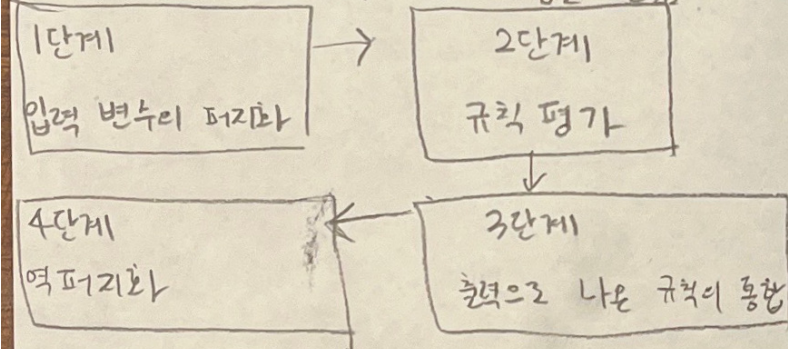 1단계
입력 변수의 퍼지화
2단계
규칙 평가
3단계
출력으로 나온 규칙의 통합
4단계
역퍼지화